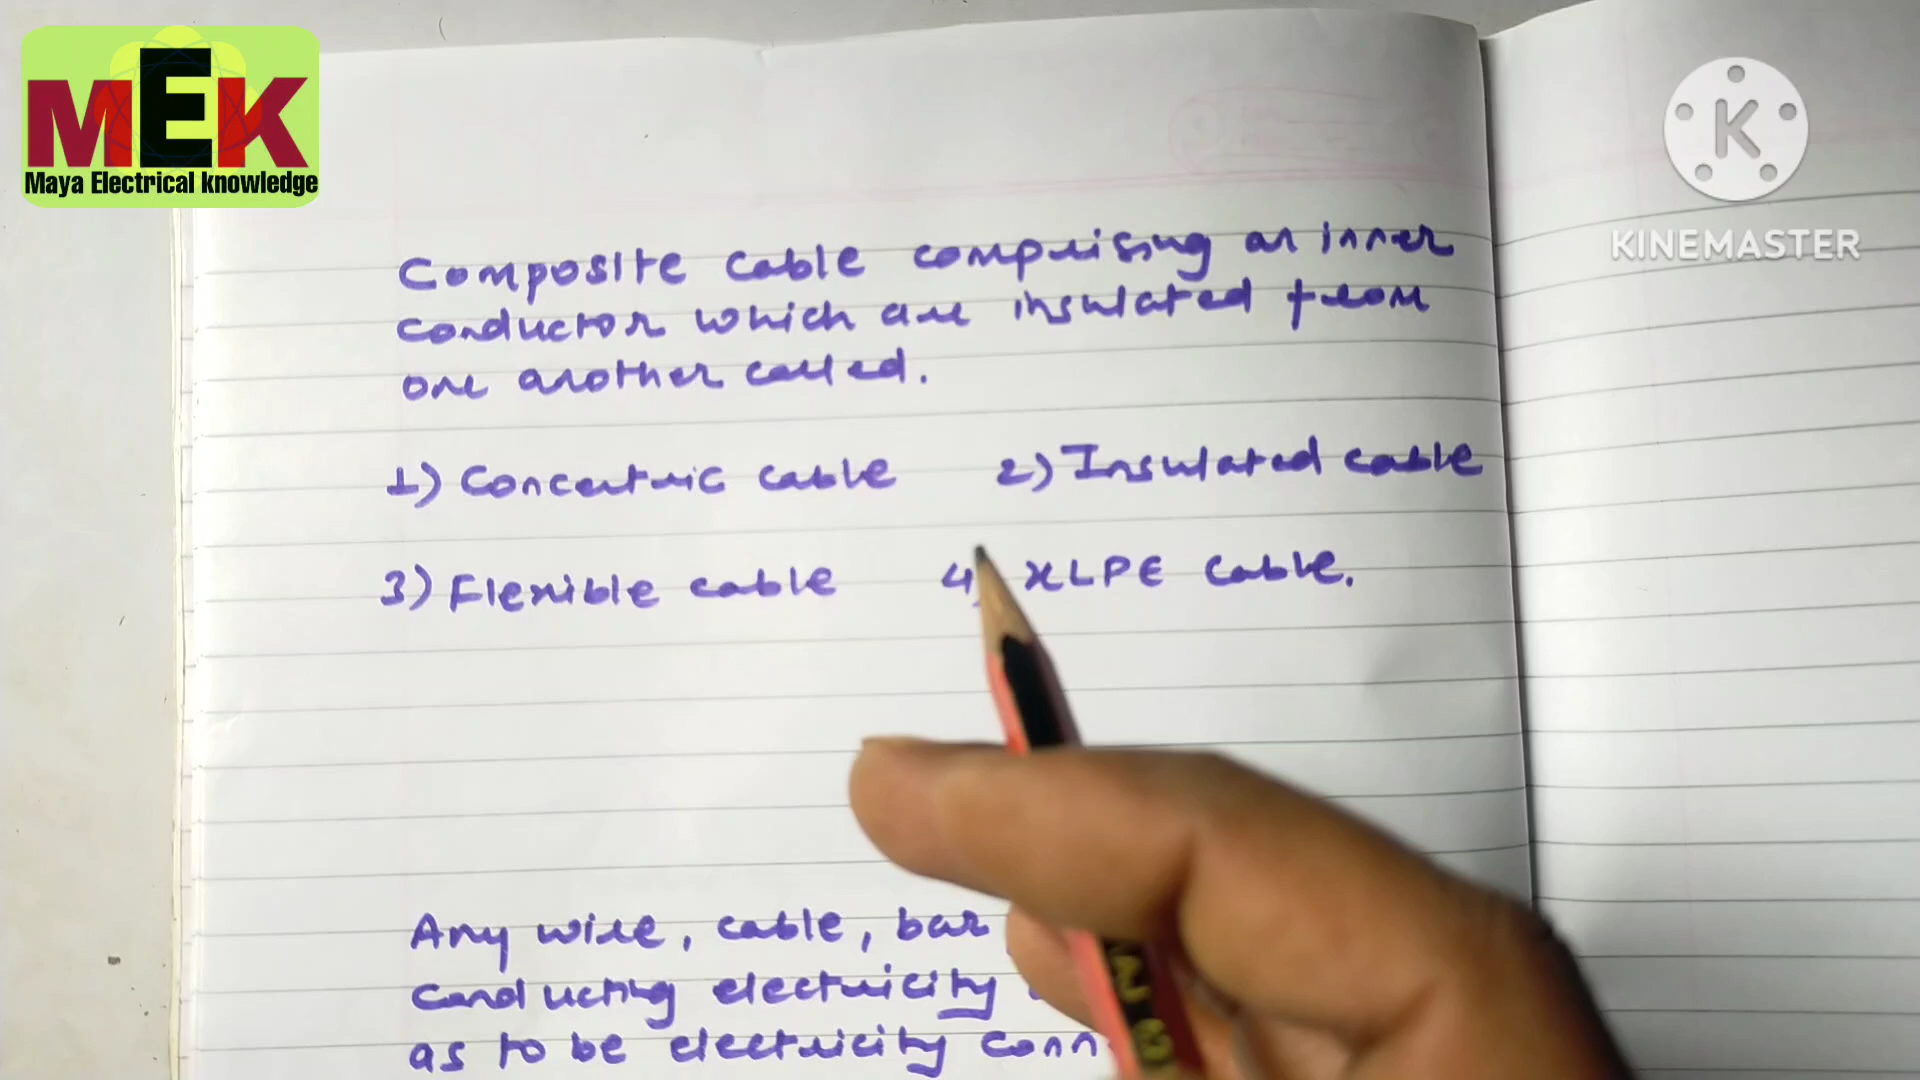 MEK
Maya Electrical knowledge
K
KINEMASTER
Composite cable comprising an inner
conductor which are insulated from
one another called.
1) Concentric cable 2) Insulated cable
3) Flexible cable 4) XLPE cable.
Any wire, cable, bar
conducting electricity
as to be electricity conn